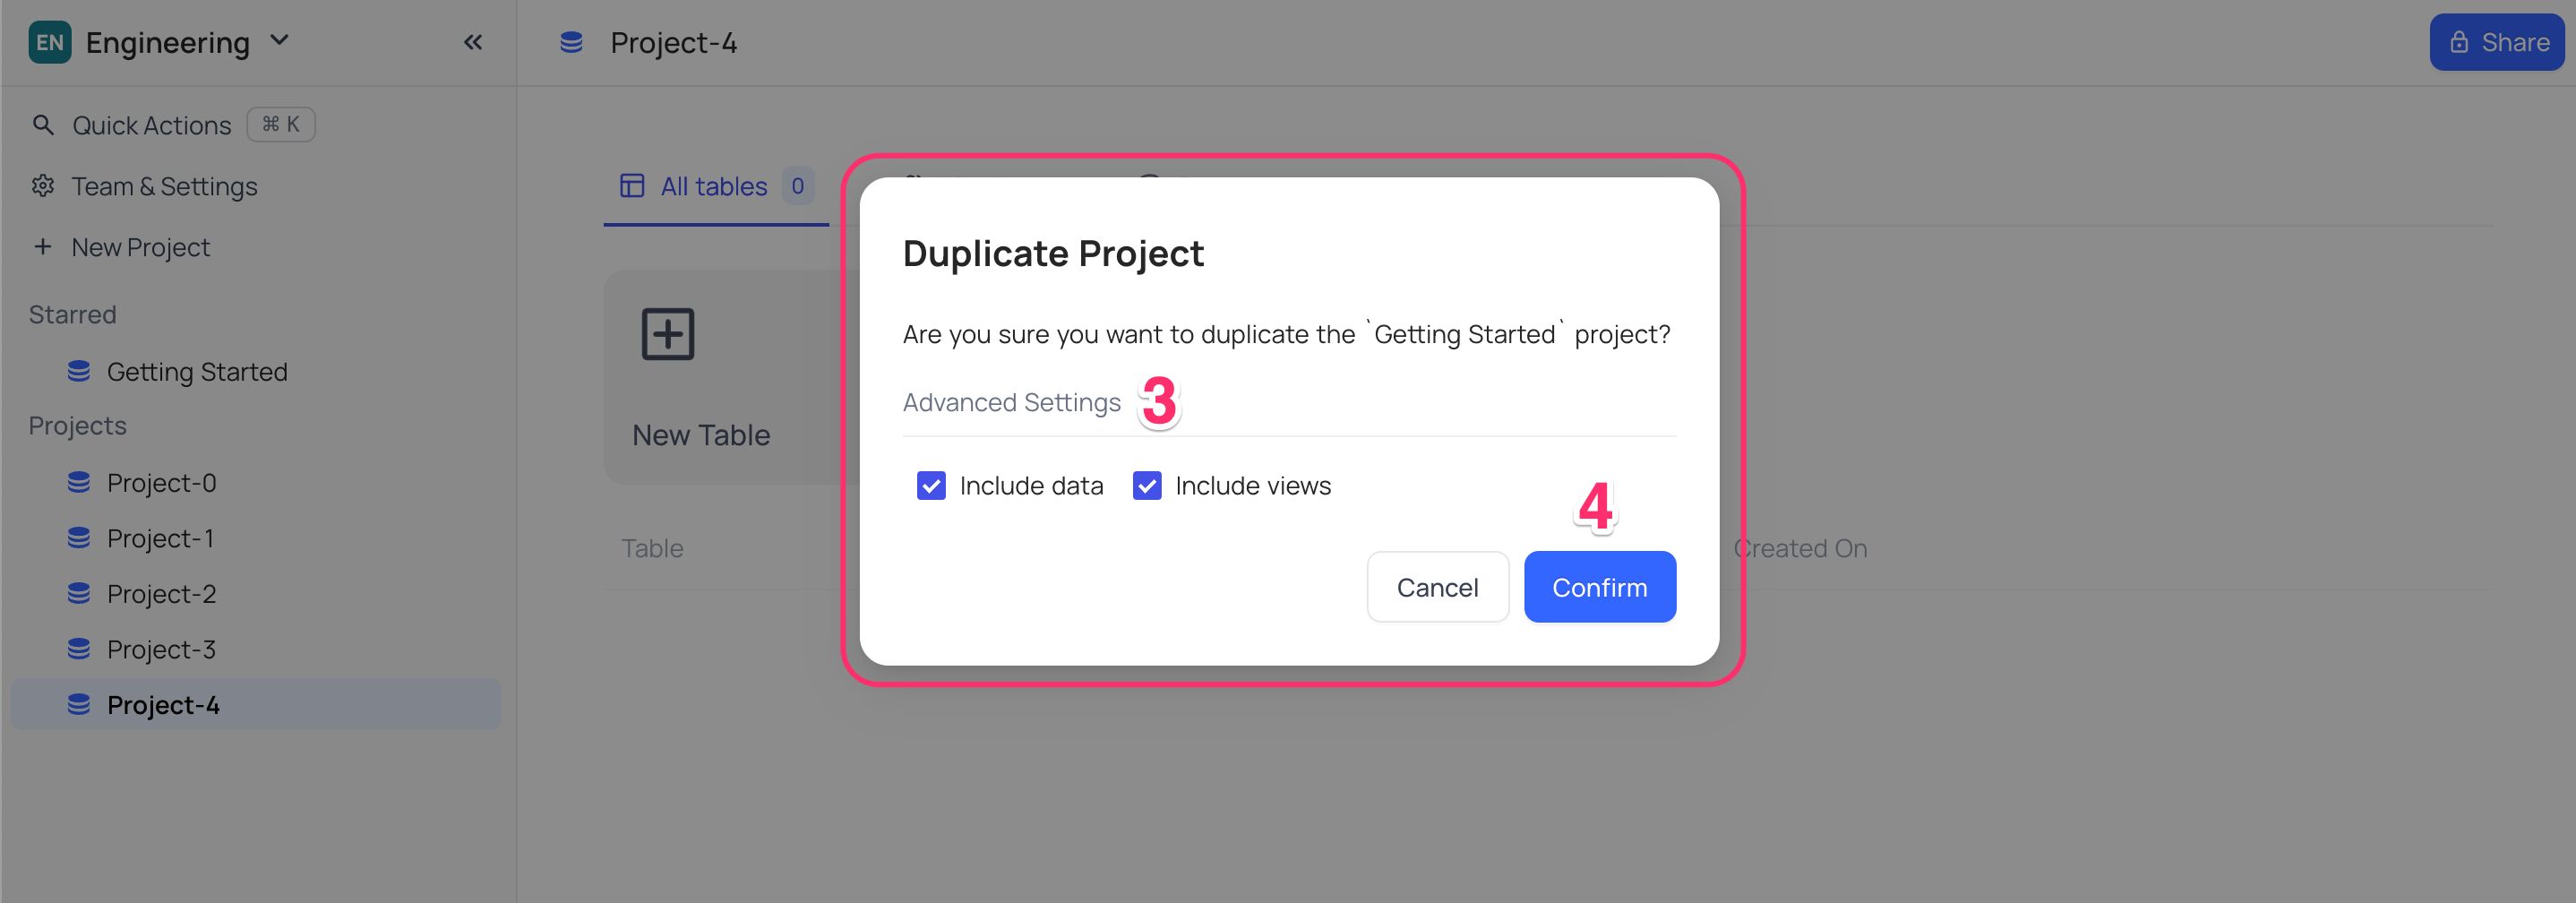 EN Engineering
Project-4
Share
Quick Actions ⌘ K
Team & Settings
New Project
Starred
Getting Started
Projects
Project-0
Project-1
Project-2
Project-3
Project-4
All tables 0
New Table
Table
Created On
Duplicate Project
Are you sure you want to duplicate the `Getting Started` project?
Advanced Settings 3
Include data Include views
4
Cancel Confirm